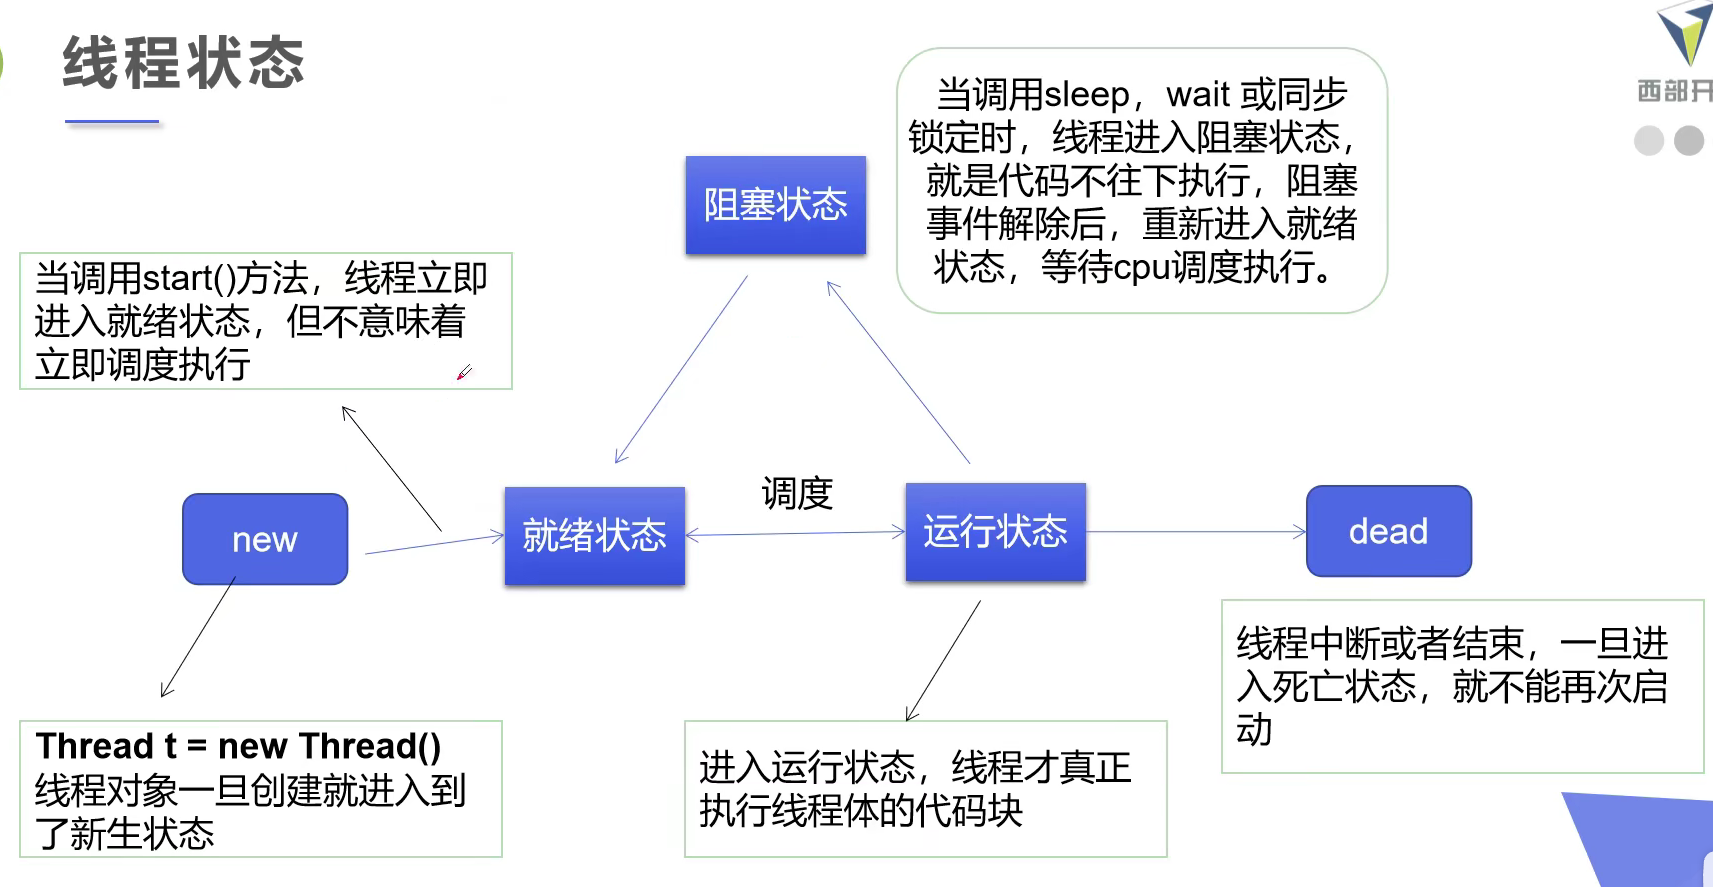 线程状态
西部开
当调用sleep，wait 或同步
锁定时，线程进入阻塞状态，
就是代码不往下执行，阻塞
事件解除后，重新进入就绪
状态，等待cpu调度执行。
阻塞状态
当调用start()方法，线程立即
进入就绪状态，但不意味着
立即调度执行
调度
new
就绪状态
运行状态
dead
线程中断或者结束，一旦进
入死亡状态，就不能再次启
动
Thread t = new Thread()
线程对象一旦创建就进入到
了新生状态
进入运行状态，线程才真正
执行线程体的代码块